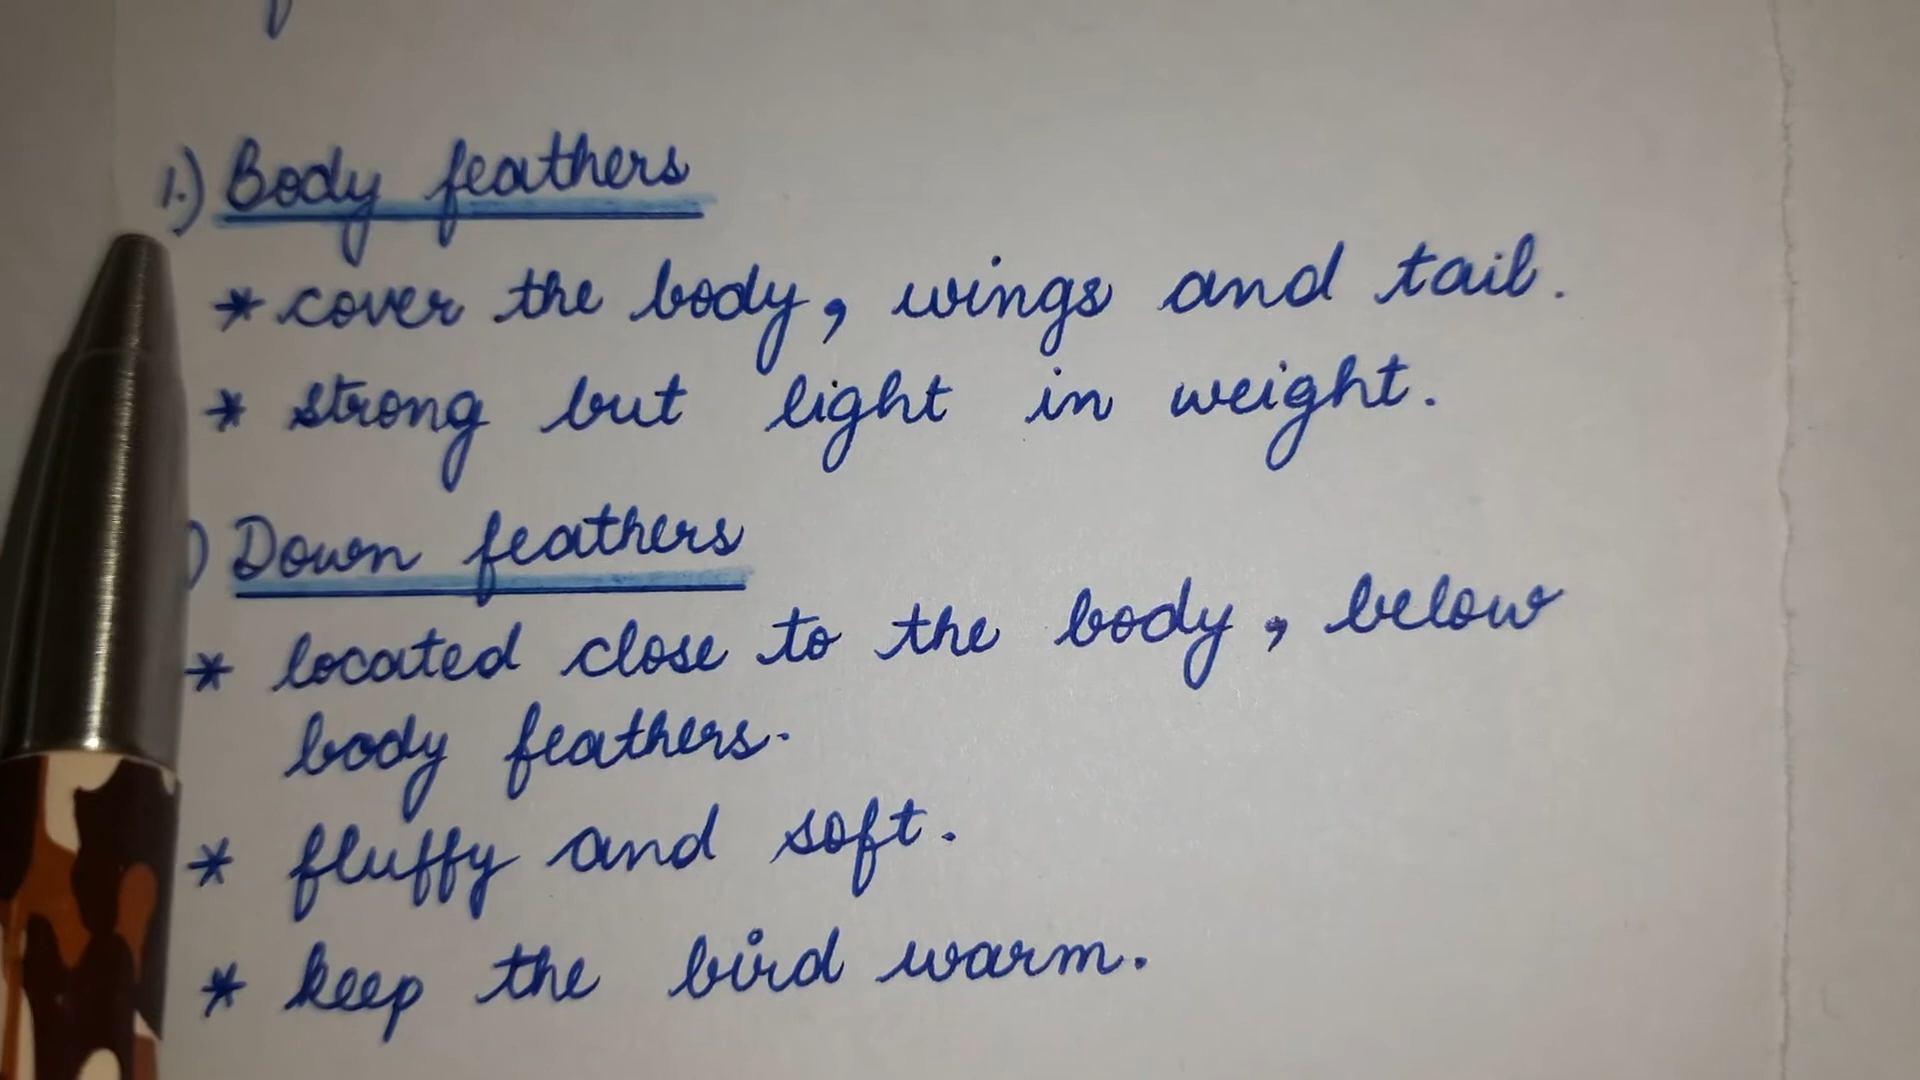 1.) Body feathers
* cover the body, wings and tail.
* strong but light in weight.
) Down feathers
* located close to the body, below
body feathers.
* fluffy and soft.
* keep the bird warm.